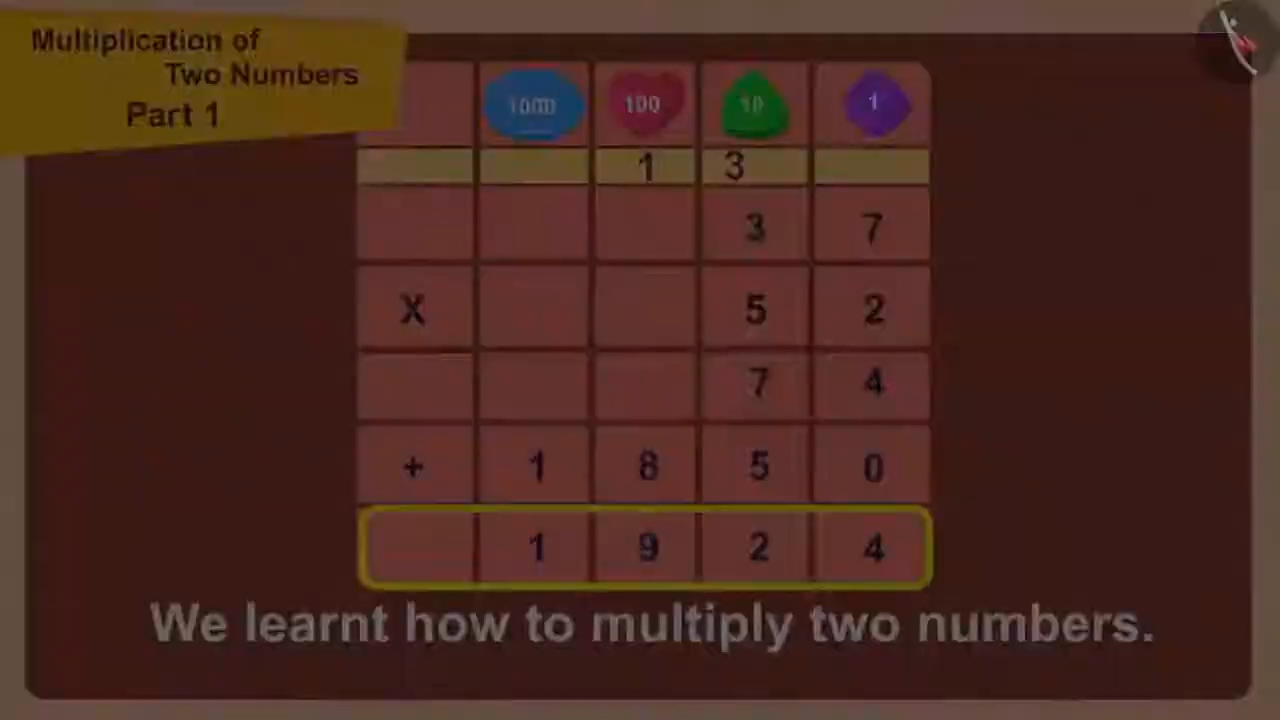 Multiplication of
Two Numbers
Part 1
1000 100 10 1
1 3
3 7
X 5 2
7 4
+ 1 8 5 0
1 9 2 4
We learnt how to multiply two numbers.